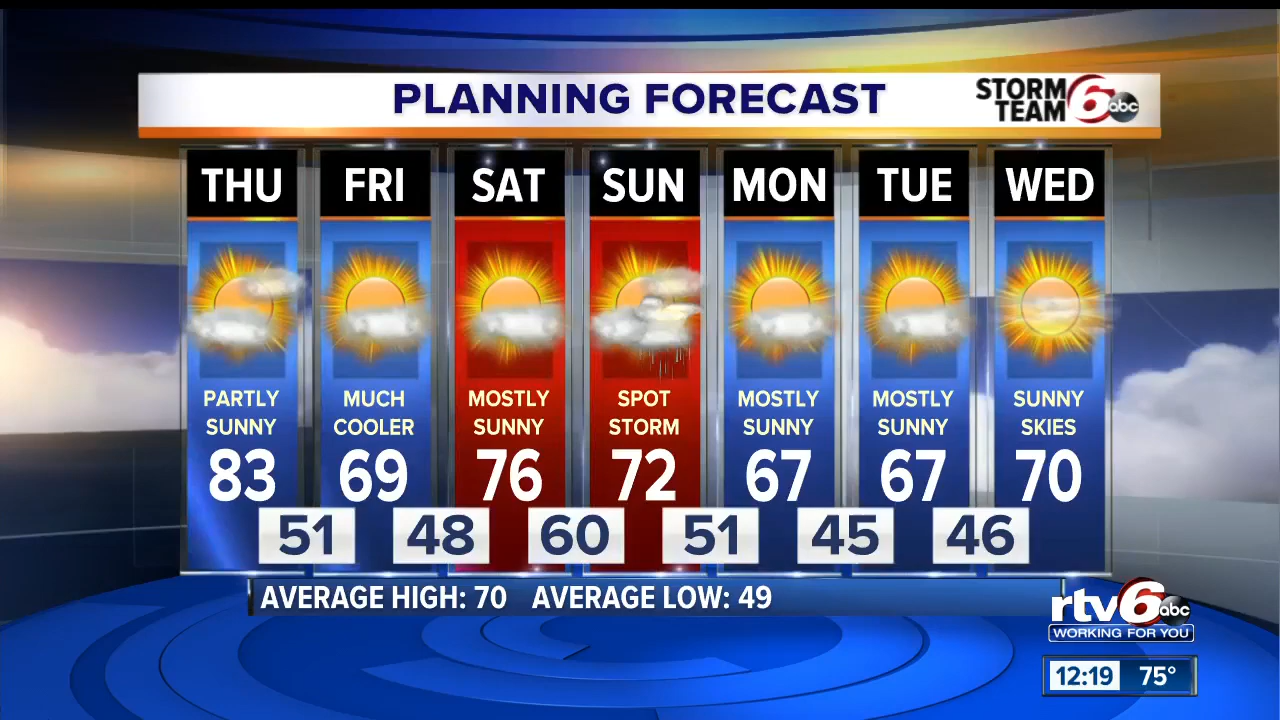 PLANNING FORECAST
STORM
TEAM 6 abc
THU FRI SAT SUN MON TUE WED
PARTLY
SUNNY
83
MUCH
COOLER
69
MOSTLY
SUNNY
76
SPOT
STORM
72
MOSTLY
SUNNY
67
MOSTLY
SUNNY
67
SUNNY
SKIES
70
51 48 60 51 45 46
AVERAGE HIGH: 70 AVERAGE LOW: 49
rtv6 abc
WORKING FOR YOU
12:19 75°